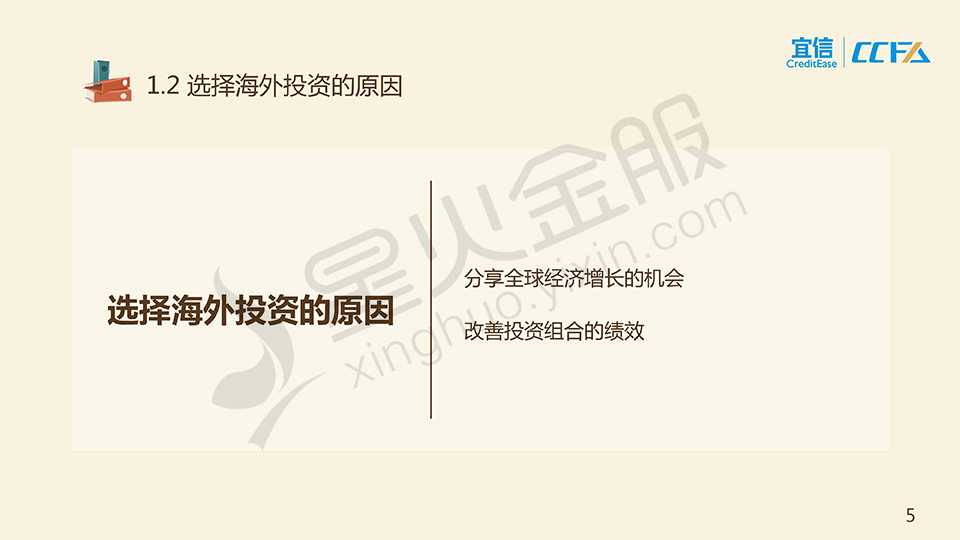 宜信
CreditEase
CCFA
1.2 选择海外投资的原因
星火金服
xinghuo.yixin.com
选择海外投资的原因
分享全球经济增长的机会
改善投资组合的绩效
5